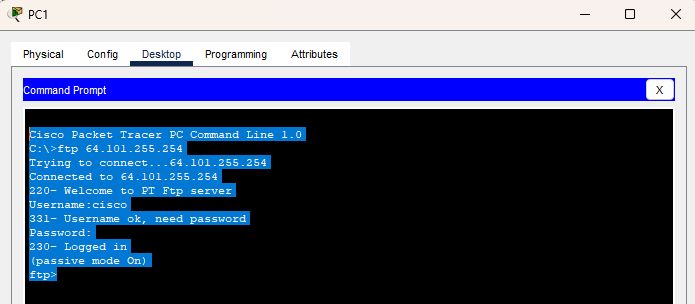 PC1
Physical Config Desktop Programming Attributes
Command Prompt
X
Cisco Packet Tracer PC Command Line 1.0
C:\>ftp 64.101.255.254
Trying to connect...64.101.255.254
Connected to 64.101.255.254
220- Welcome to PT Ftp server
Username:cisco
331- Username ok, need password
Password:
230- Logged in
(passive mode On)
ftp>